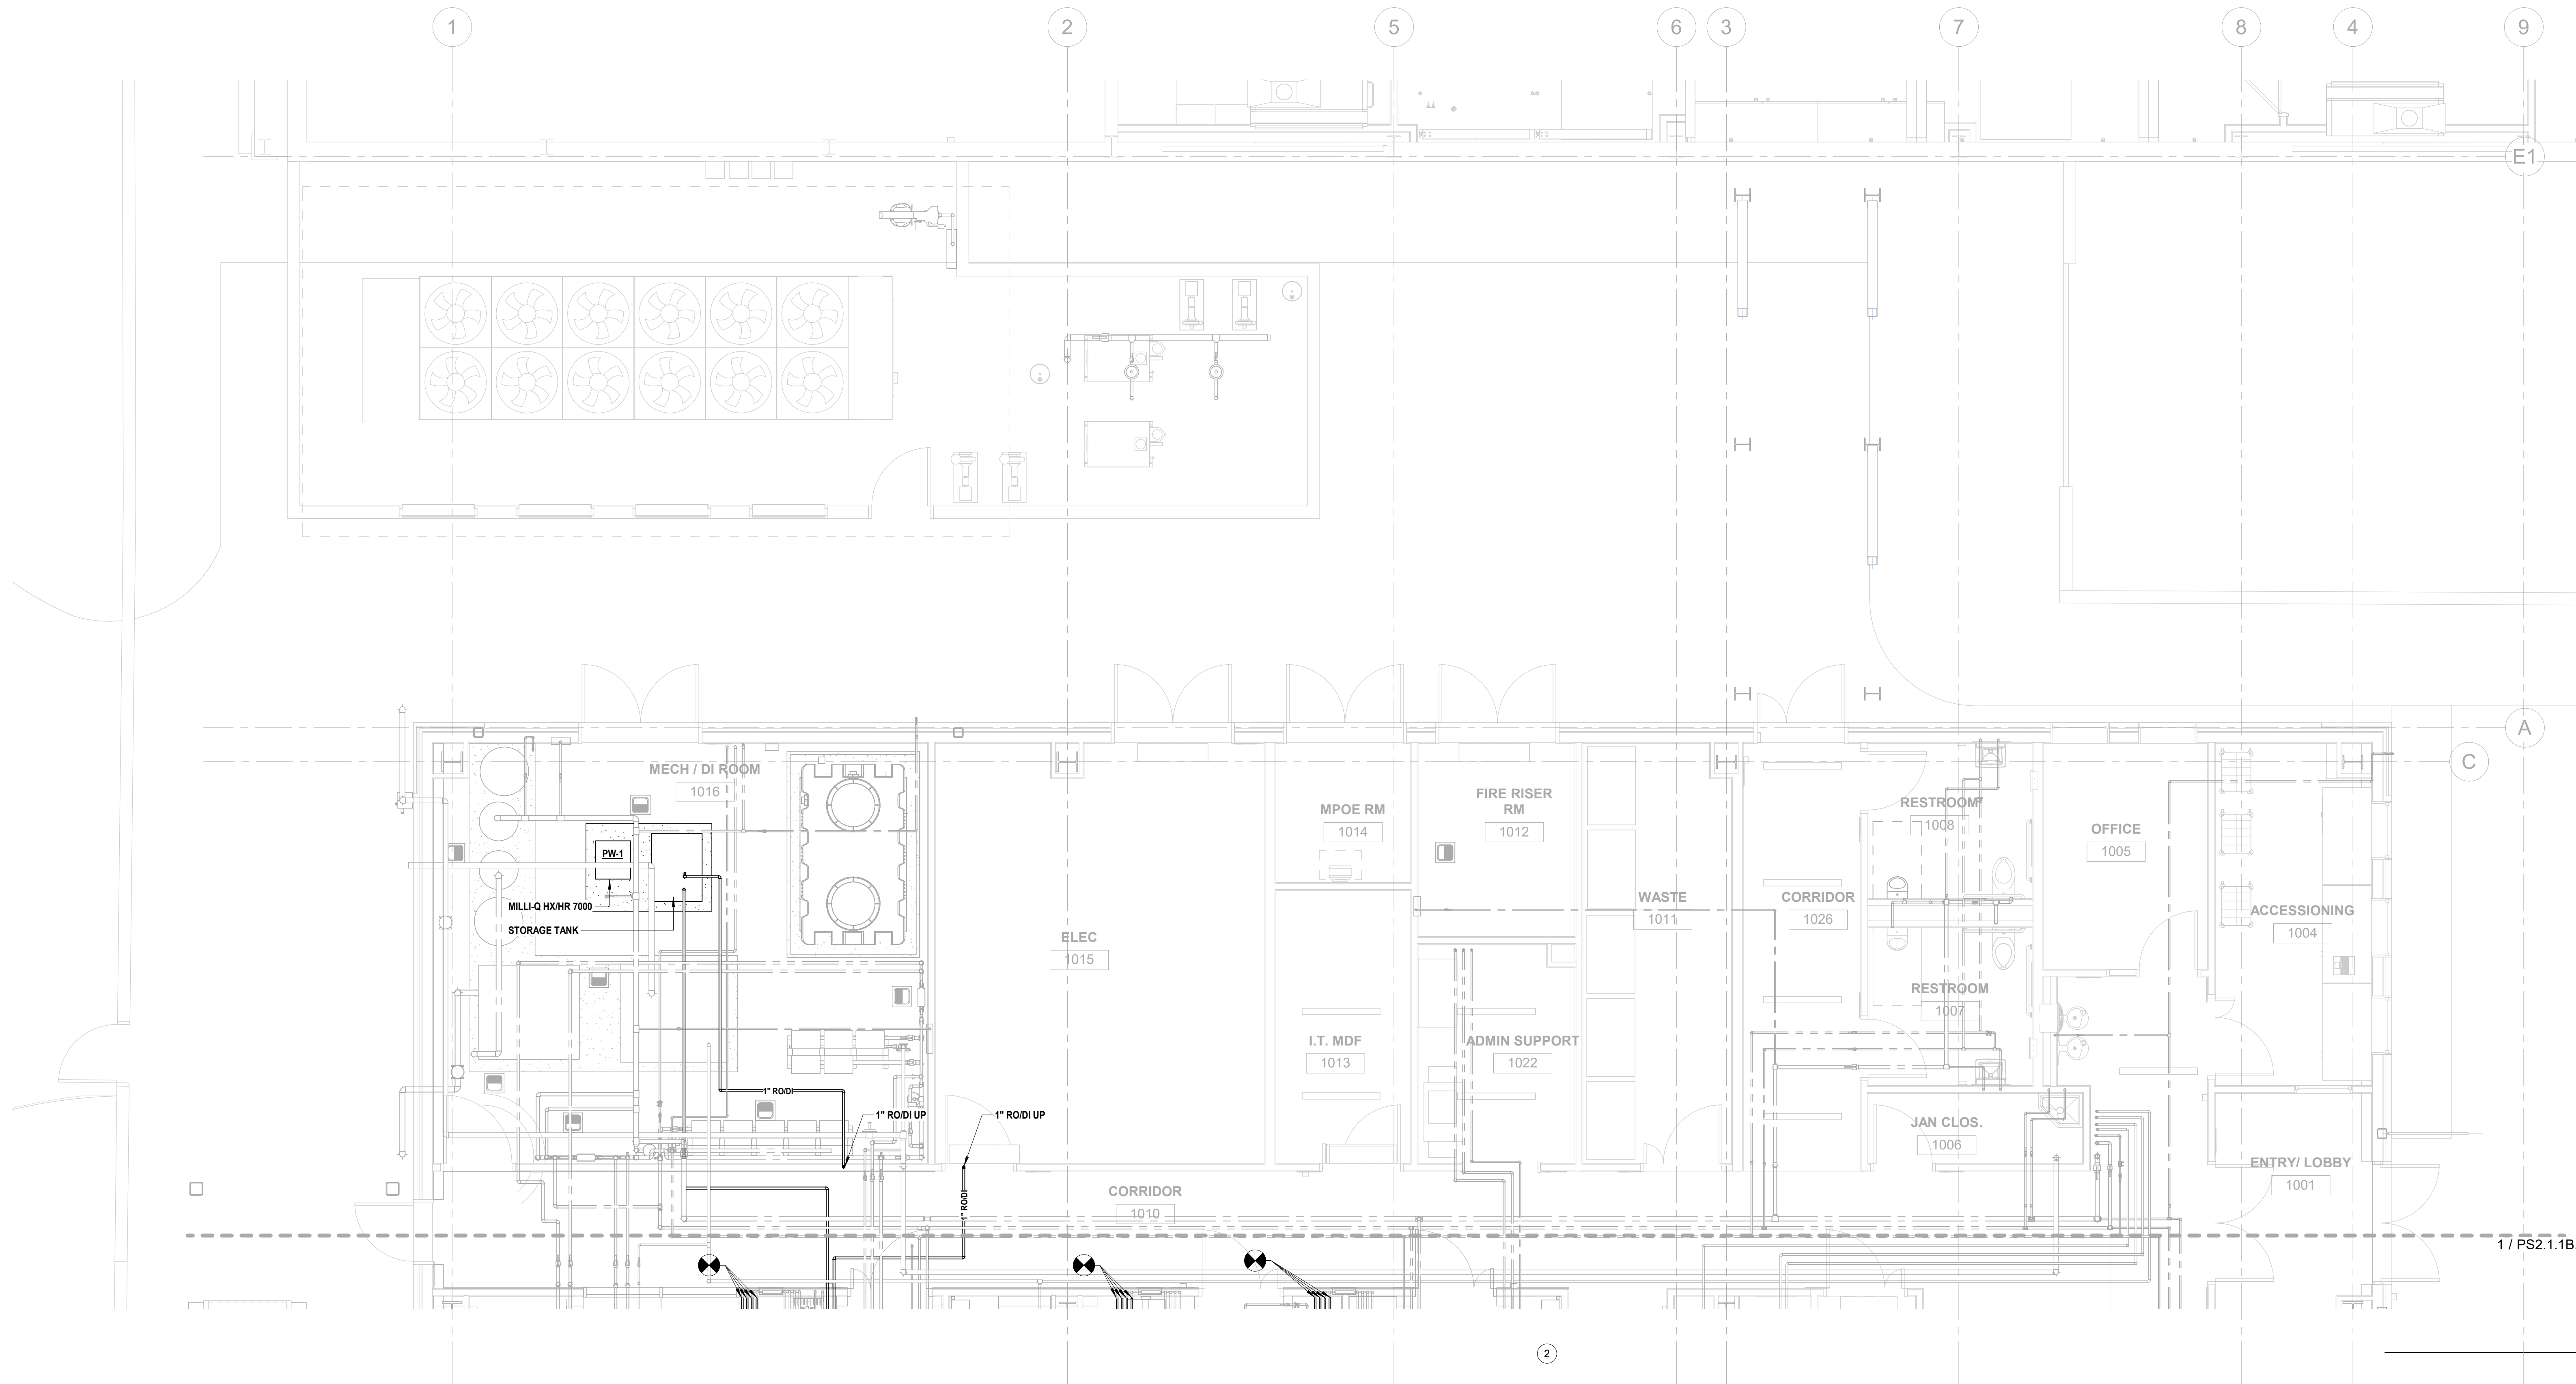 1
2
5
6
3
7
8
4
9
E1
A
C
MECH / DI ROOM
1016
PW-1
MILLI-Q HX/HR 7000
STORAGE TANK
ELEC
1015
MPOE RM
1014
FIRE RISER
RM
1012
WASTE
1011
CORRIDOR
1026
RESTROOM
1008
OFFICE
1005
ACCESSIONING
1004
RESTROOM
1007
I.T. MDF
1013
ADMIN SUPPORT
1022
1" RO/DI
1" RO/DI UP
1" RO/DI UP
1" RO/DI
JAN CLOS.
1006
CORRIDOR
1010
ENTRY/ LOBBY
1001
1 / PS2.1.1B
2